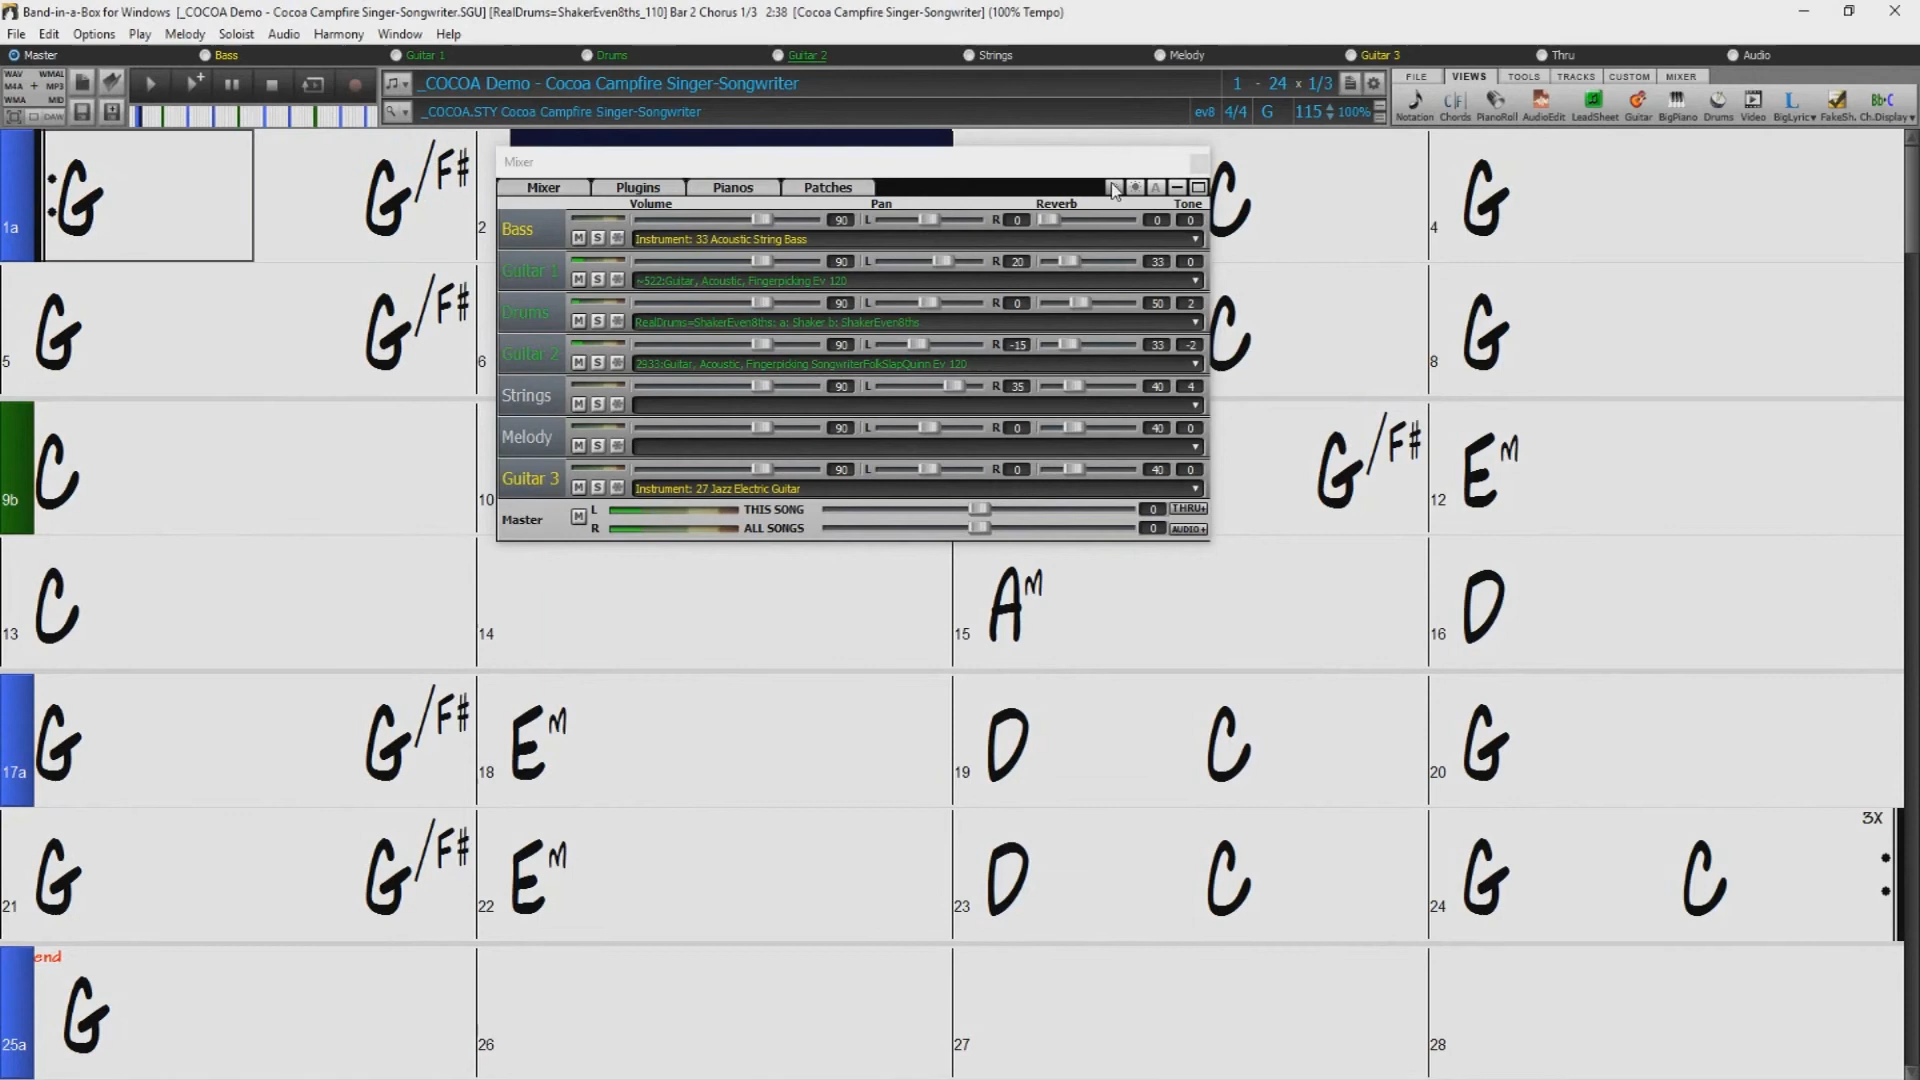 Band-in-a-Box for Windows [_COCOA Demo - Cocoa Campfire Singer-Songwriter.SGU] [RealDrums=ShakerEven8ths_110] Bar 2 Chorus 1/3 2:38 [Cocoa Campfire Singer-Songwriter] (100% Tempo)
File Edit Options Play Melody Soloist Audio Harmony Window Help
Master Bass Guitar 1 Drums Guitar 2 Strings Melody Guitar 3 Thru Audio
WAV WMAL
M4A + MP3
WMA MID
DAW
_COCOA Demo - Cocoa Campfire Singer-Songwriter 1 - 24 x 1/3
_COCOA.STY Cocoa Campfire Singer-Songwriter ev8 4/4 G 115 100%
FILE VIEWS TOOLS TRACKS CUSTOM MIXER
Notation Chords PianoRoll AudioEdit LeadSheet Guitar BigPiano Drums Video BigLyric FakeSh. Ch.Display
Mixer
Mixer Plugins Pianos Patches A
Volume Pan Reverb Tone
Bass 90 L R 0 0 0
M S Instrument: 33 Acoustic String Bass
Guitar 1 90 L R 20 33 0
M S ~522:Guitar, Acoustic, Fingerpicking Ev 120
Drums 90 L R 0 50 2
M S RealDrums=ShakerEven8ths: a: Shaker b: ShakerEven8ths
Guitar 2 90 L R -15 33 -2
M S 2933:Guitar, Acoustic, Fingerpicking SongwriterFolkSlapQuinn Ev 120
Strings 90 L R 35 40 4
M S
Melody 90 L R 0 40 0
M S
Guitar 3 90 L R 0 40 0
M S Instrument: 27 Jazz Electric Guitar
Master M L THIS SONG 0 THRU+
R ALL SONGS 0 AUDIO+
1a G G/F# 2 C 4 G
5 G G/F# 6 C 8 G
9b C 10 G/F# 12 Em
13 C 14 15 Am 16 D
17a G G/F# 18 Em 19 D C 20 G
21 G G/F# 22 Em 23 D C 24 G C 3X
end
25a G 26 27 28